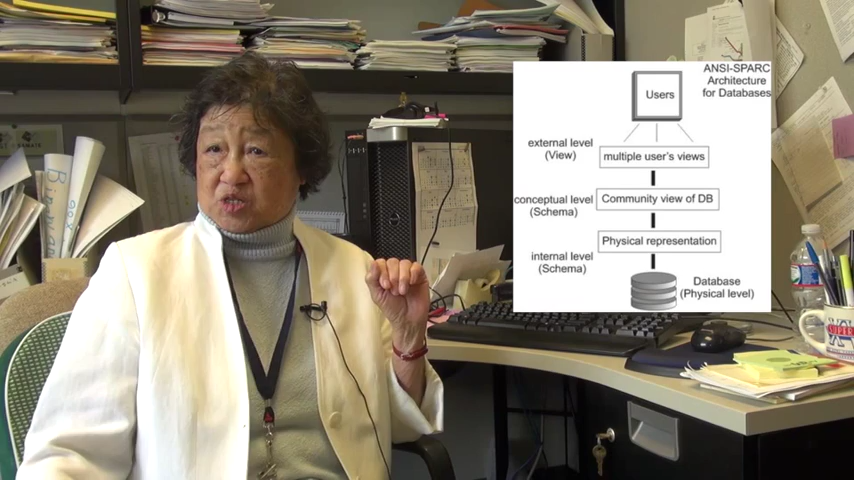 ANSI-SPARC
Architecture
for Databases
Users
external level
(View)
multiple user's views
conceptual level
(Schema)
Community view of DB
Physical representation
internal level
(Schema)
Database
(Physical level)
SUPER